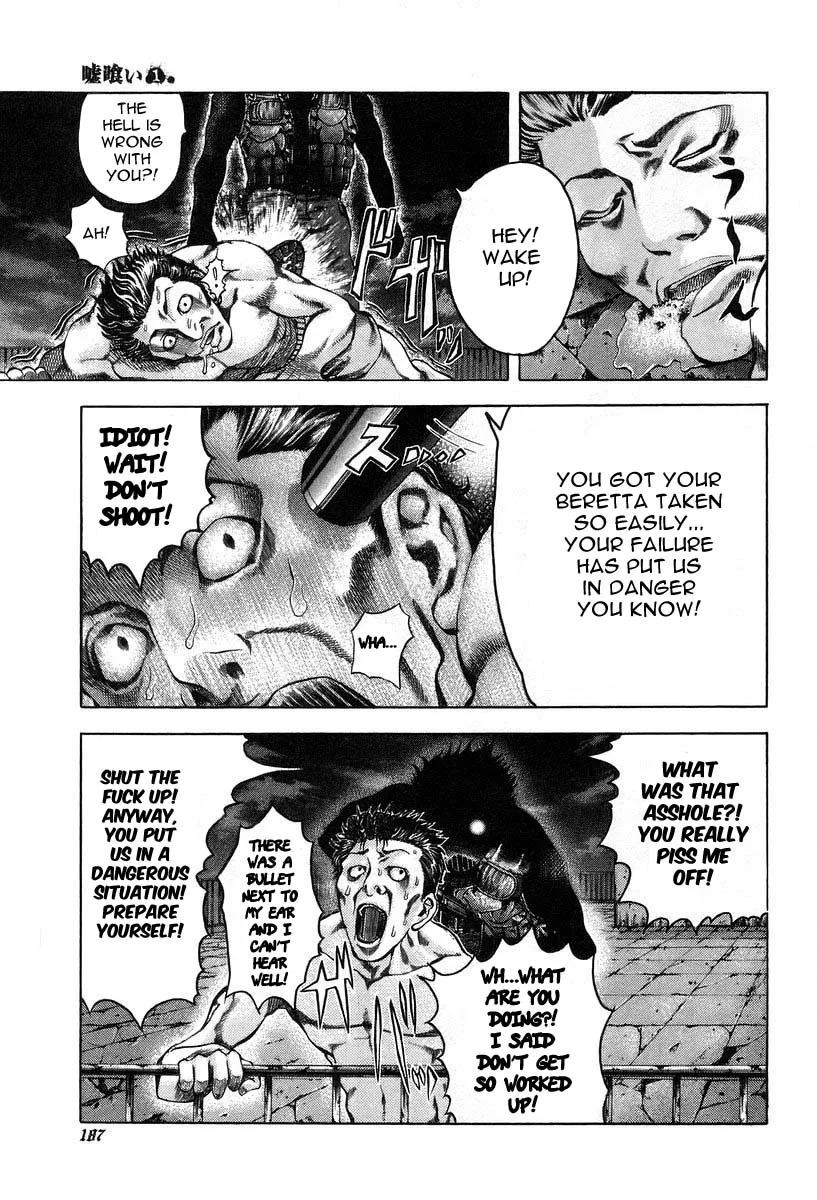 嘘喰い 1.
HEY!
WAKE
UP!
THE
HELL IS
WRONG
WITH
YOU?!
AH!
ドガッ
YOU GOT YOUR
BERETTA TAKEN
SO EASILY...
YOUR FAILURE
HAS PUT US
IN DANGER
YOU KNOW!
ス
WHA...
IDIOT!
WAIT!
DON'T
SHOOT!
WHAT
WAS THAT
ASSHOLE?!
YOU REALLY
PISS ME
OFF!
WH...WHAT
ARE YOU
DOING?!
I SAID
DON'T GET
SO WORKED
UP!
THERE
WAS A
BULLET
NEXT TO
MY EAR
AND I
CAN'T
HEAR
WELL!
SHUT THE
FUCK UP!
ANYWAY,
YOU PUT
US IN A
DANGEROUS
SITUATION!
PREPARE
YOURSELF!
187